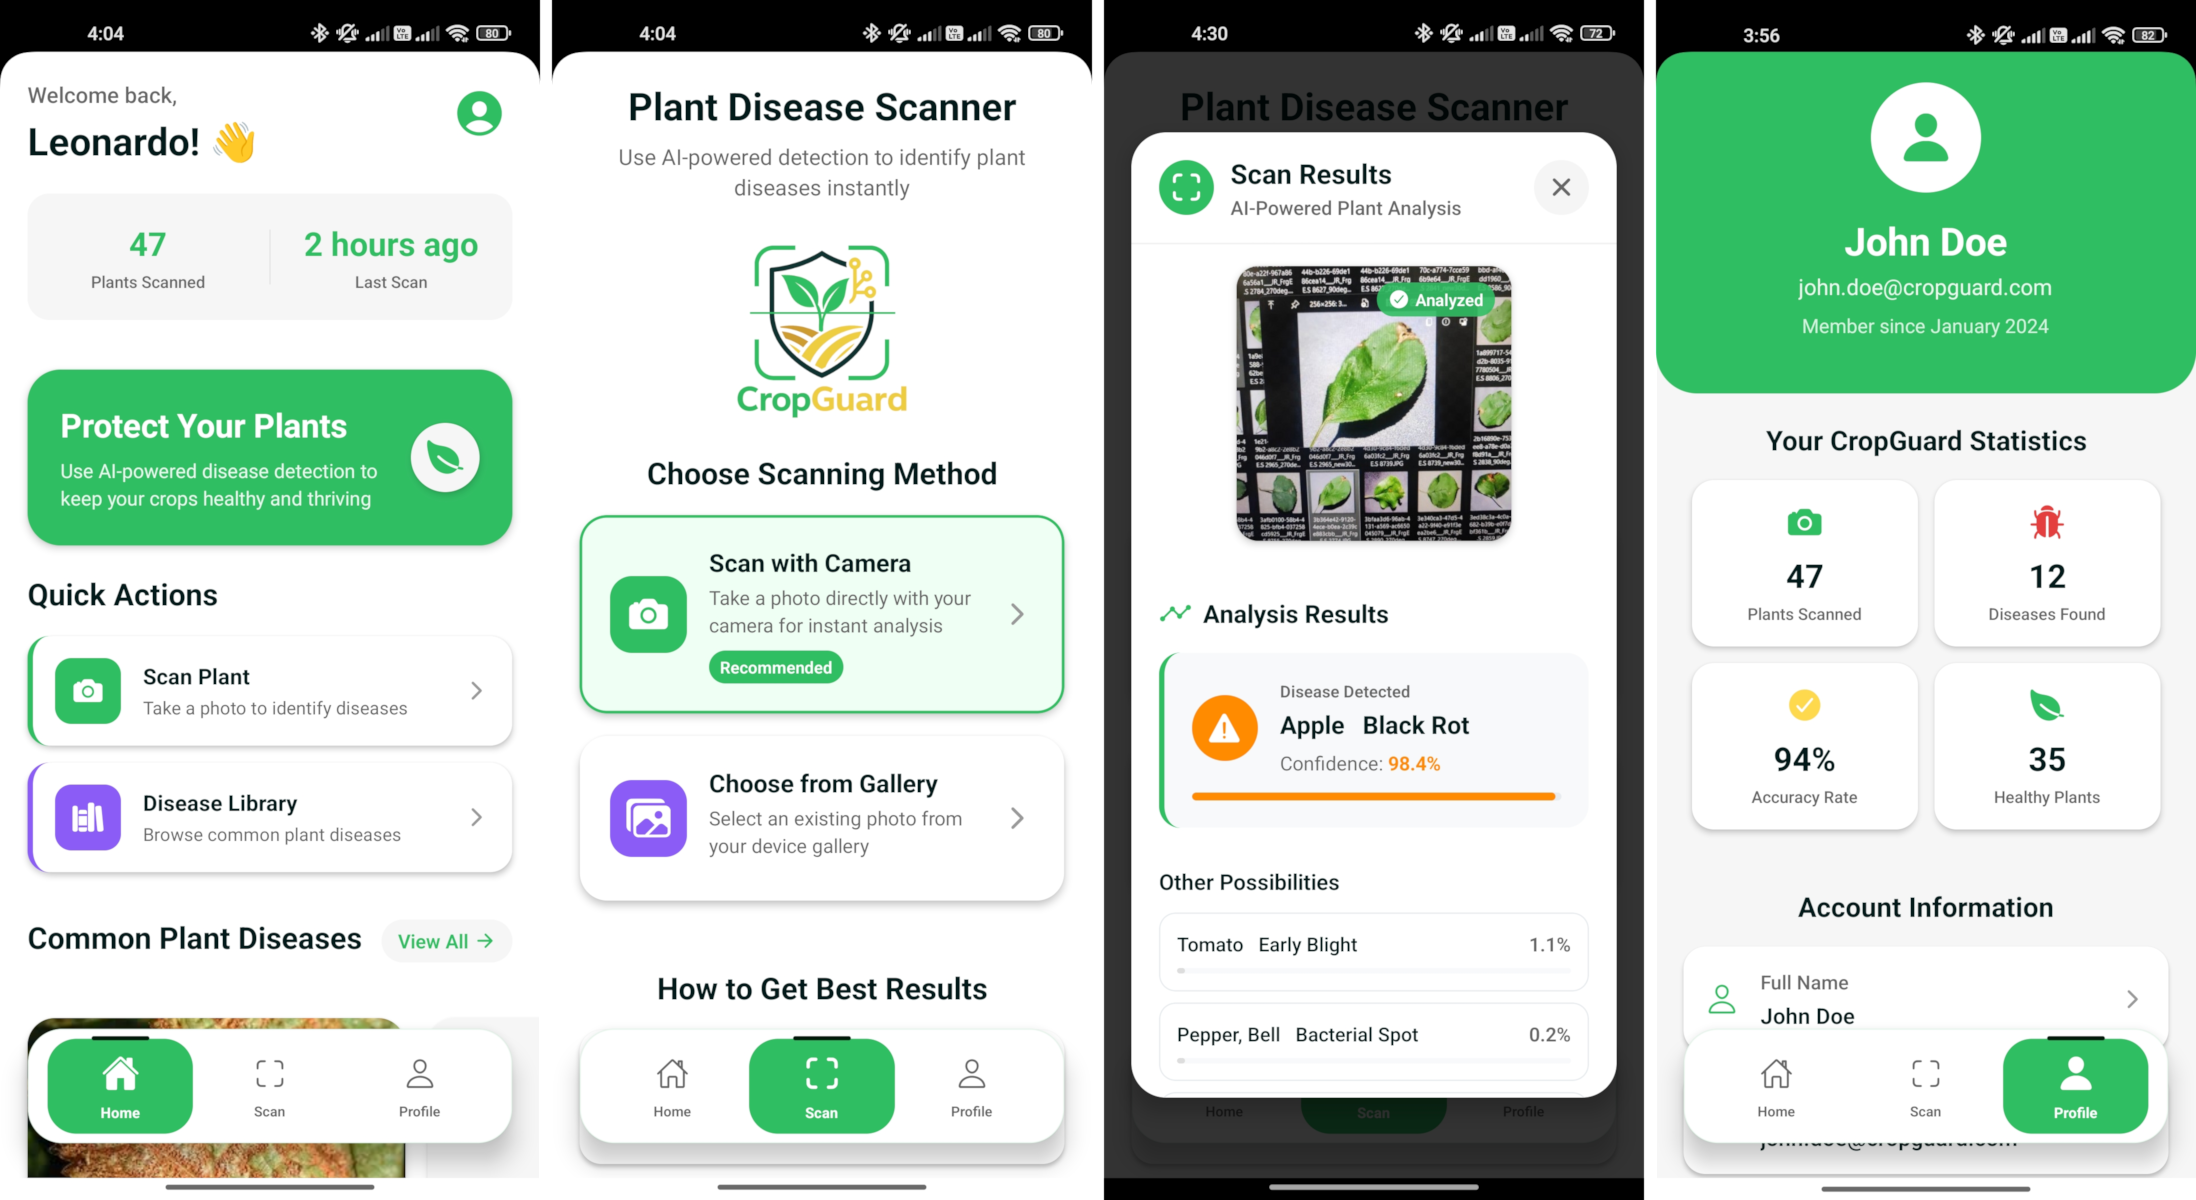 4:04
Vo LTE
80
Welcome back,
Leonardo! 👋
47
Plants Scanned
2 hours ago
Last Scan
Protect Your Plants
Use AI-powered disease detection to
keep your crops healthy and thriving
Quick Actions
Scan Plant
Take a photo to identify diseases
Disease Library
Browse common plant diseases
Common Plant Diseases
View All →
Home
Scan
Profile
4:04
Vo LTE
80
Plant Disease Scanner
Use AI-powered detection to identify plant
diseases instantly
CropGuard
Choose Scanning Method
Scan with Camera
Take a photo directly with your
camera for instant analysis
Recommended
Choose from Gallery
Select an existing photo from
your device gallery
How to Get Best Results
Home
Scan
Profile
4:30
Vo LTE
72
Plant Disease Scanner
Scan Results
AI-Powered Plant Analysis
Analyzed
Analysis Results
Disease Detected
Apple Black Rot
Confidence: 98.4%
Other Possibilities
Tomato Early Blight
1.1%
Pepper, Bell Bacterial Spot
0.2%
Home
Scan
Profile
3:56
Vo LTE
82
John Doe
john.doe@cropguard.com
Member since January 2024
Your CropGuard Statistics
47
Plants Scanned
12
Diseases Found
94%
Accuracy Rate
35
Healthy Plants
Account Information
Full Name
John Doe
Home
Scan
Profile